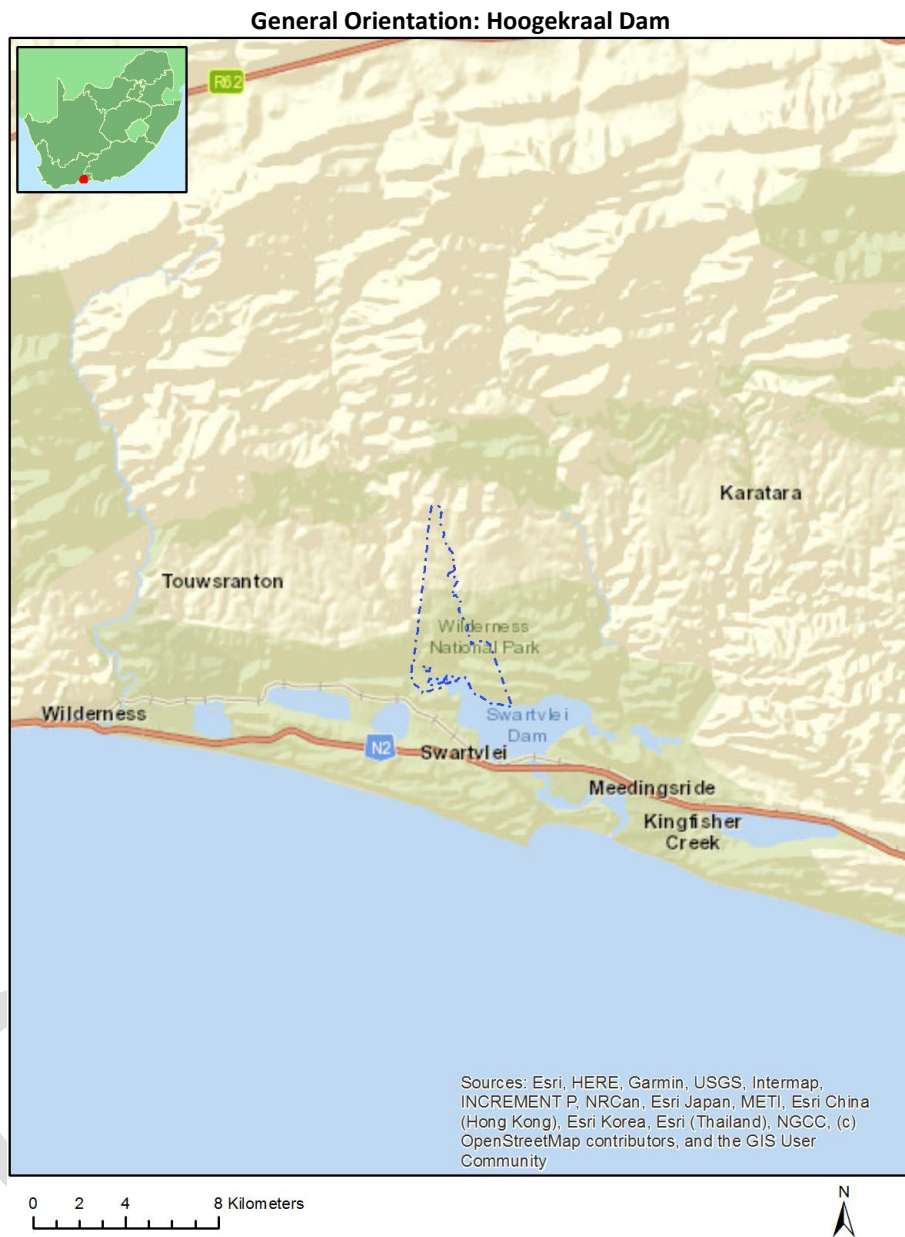 General Orientation: Hoogekraal Dam
R62
Karatara
Touwsranton
Wilderness
National Park
Wilderness
Swartvlei
Dam
N2
Swartvlei
Meedingsride
Kingfisher
Creek
Sources: Esri, HERE, Garmin, USGS, Intermap,
INCREMENT P, NRCan, Esri Japan, METI, Esri China
(Hong Kong), Esri Korea, Esri (Thailand), NGCC, (c)
OpenStreetMap contributors, and the GIS User
Community
0 2 4 8 Kilometers
N